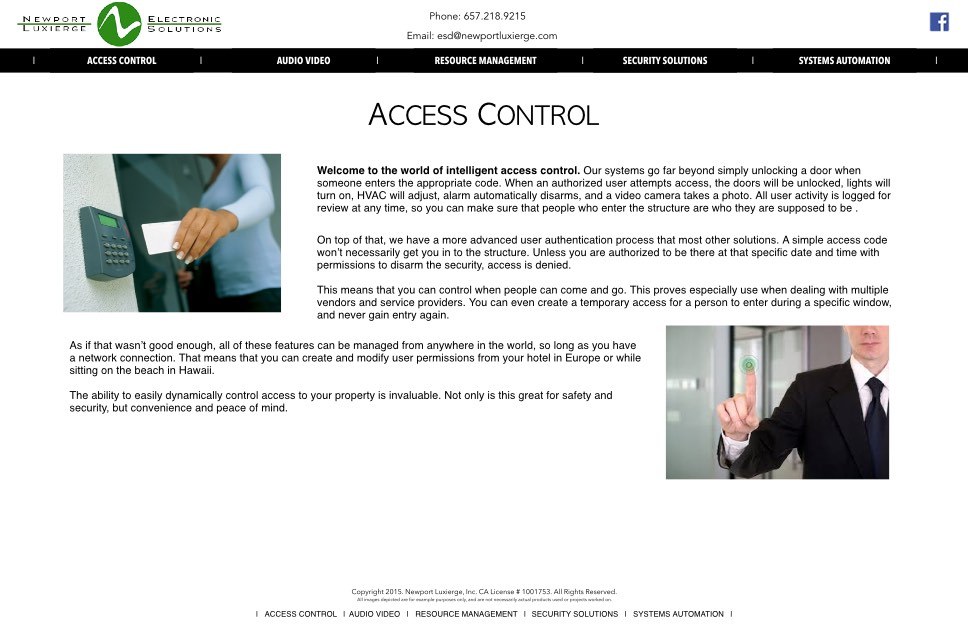 NEWPORT ELECTRONIC
LUXIERGE SOLUTIONS
Phone: 657.218.9215
Email: esd@newportluxierge.com
| ACCESS CONTROL | AUDIO VIDEO | RESOURCE MANAGEMENT | SECURITY SOLUTIONS | SYSTEMS AUTOMATION |
ACCESS CONTROL
Welcome to the world of intelligent access control. Our systems go far beyond simply unlocking a door when
someone enters the appropriate code. When an authorized user attempts access, the doors will be unlocked, lights will
turn on, HVAC will adjust, alarm automatically disarms, and a video camera takes a photo. All user activity is logged for
review at any time, so you can make sure that people who enter the structure are who they are supposed to be .
On top of that, we have a more advanced user authentication process that most other solutions. A simple access code
won't necessarily get you in to the structure. Unless you are authorized to be there at that specific date and time with
permissions to disarm the security, access is denied.
This means that you can control when people can come and go. This proves especially use when dealing with multiple
vendors and service providers. You can even create a temporary access for a person to enter during a specific window,
and never gain entry again.
As if that wasn't good enough, all of these features can be managed from anywhere in the world, so long as you have
a network connection. That means that you can create and modify user permissions from your hotel in Europe or while
sitting on the beach in Hawaii.
The ability to easily dynamically control access to your property is invaluable. Not only is this great for safety and
security, but convenience and peace of mind.
Copyright 2015. Newport Luxierge, Inc. CA License # 1001753. All Rights Reserved.
All images depicted are for example purposes only, and are not necessarily actual products used or projects worked on.
| ACCESS CONTROL | AUDIO VIDEO | RESOURCE MANAGEMENT | SECURITY SOLUTIONS | SYSTEMS AUTOMATION |